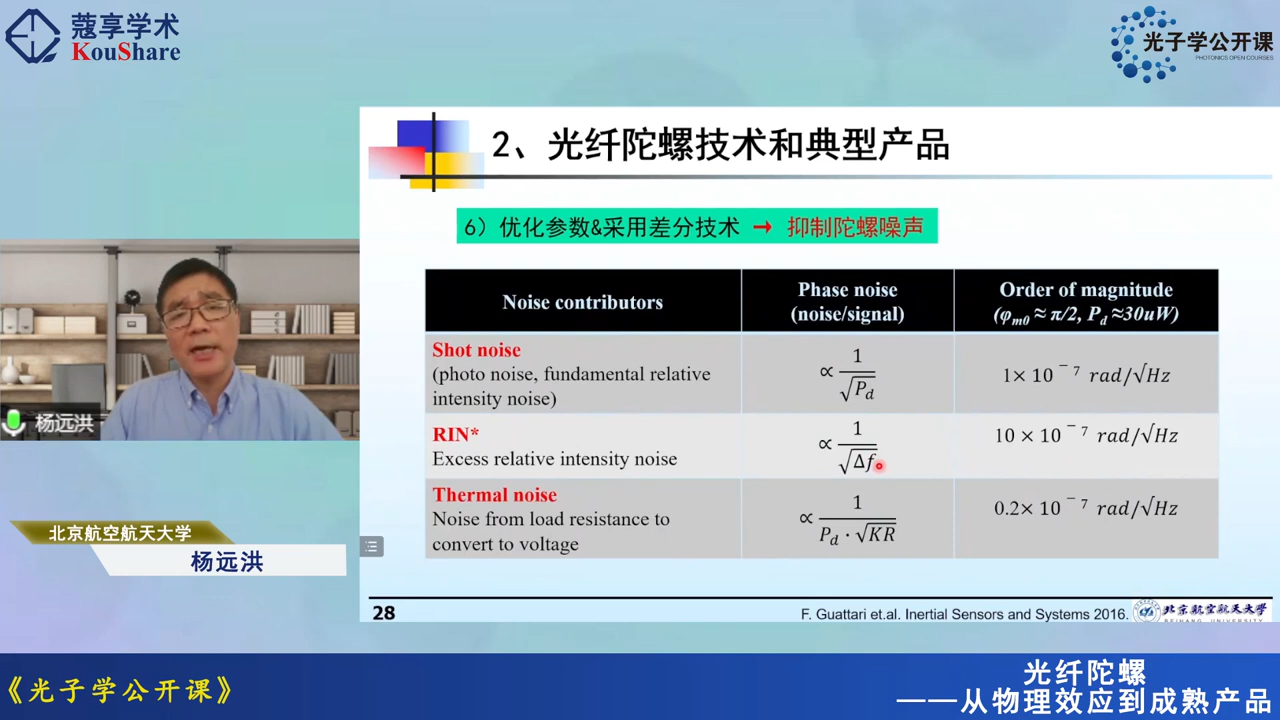 蔻享学术
KouShare
光子学公开课
PHOTONICS OPEN COURSES
2、光纤陀螺技术和典型产品
6）优化参数&采用差分技术 → 抑制陀螺噪声
Noise contributors
Phase noise
(noise/signal)
Order of magnitude
(φm0 ≈ π/2, Pd ≈30uW)
Shot noise
(photo noise, fundamental relative
intensity noise)
∝ 1/√Pd
1× 10⁻⁷ rad/√Hz
RIN*
Excess relative intensity noise
∝ 1/√Δf
10 × 10⁻⁷ rad/√Hz
Thermal noise
Noise from load resistance to
convert to voltage
∝ 1/(Pd · √KR)
0.2× 10⁻⁷ rad/√Hz
杨远洪
北京航空航天大学
杨远洪
28
F. Guattari et.al. Inertial Sensors and Systems 2016.
北京航空航天大学
BEIHANG UNIVERSITY
《光子学公开课》
光纤陀螺
——从物理效应到成熟产品